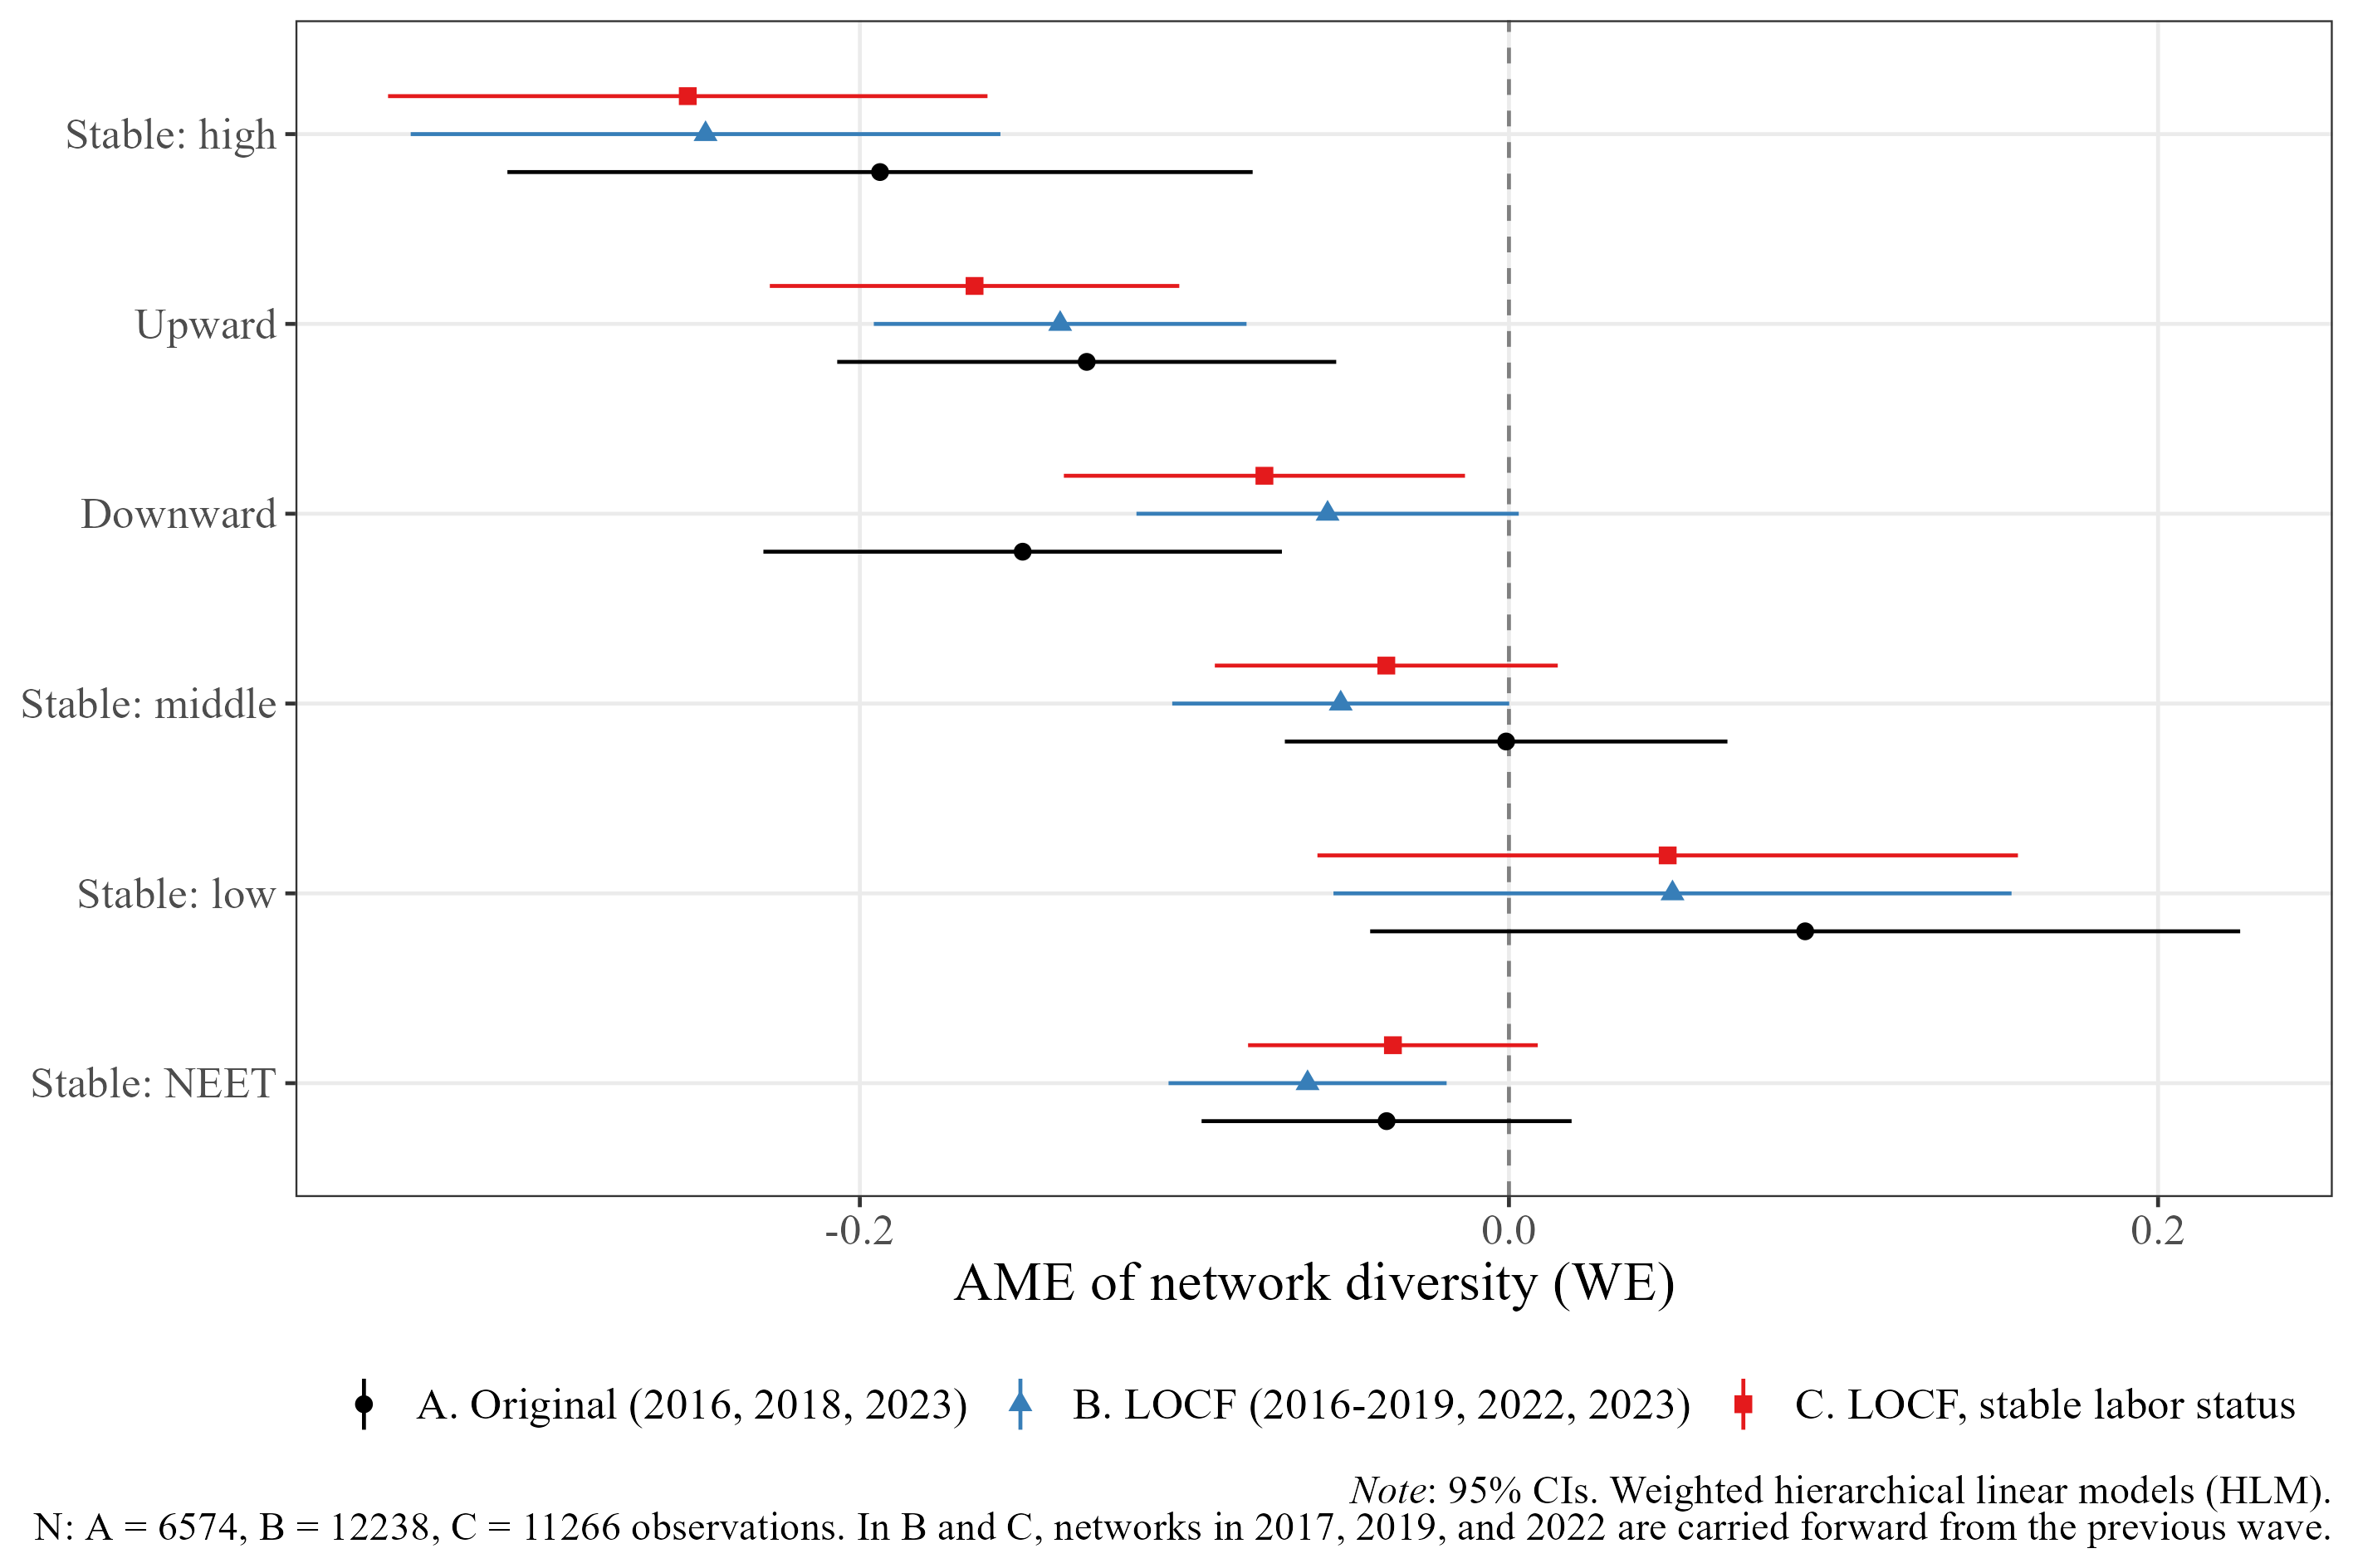 Stable: high
Upward
Downward
Stable: middle
Stable: low
Stable: NEET
-0.2
0.0
0.2
AME of network diversity (WE)
A. Original (2016, 2018, 2023)
B. LOCF (2016-2019, 2022, 2023)
C. LOCF, stable labor status
Note: 95% CIs. Weighted hierarchical linear models (HLM).
N: A = 6574, B = 12238, C = 11266 observations. In B and C, networks in 2017, 2019, and 2022 are carried forward from the previous wave.